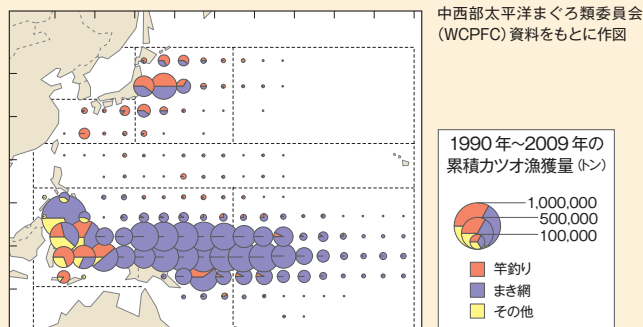 中西部太平洋まぐろ類委員会
(WCPFC) 資料をもとに作図
1990年～2009年の
累積カツオ漁獲量(トン)
1,000,000
500,000
100,000
竿釣り
まき網
その他